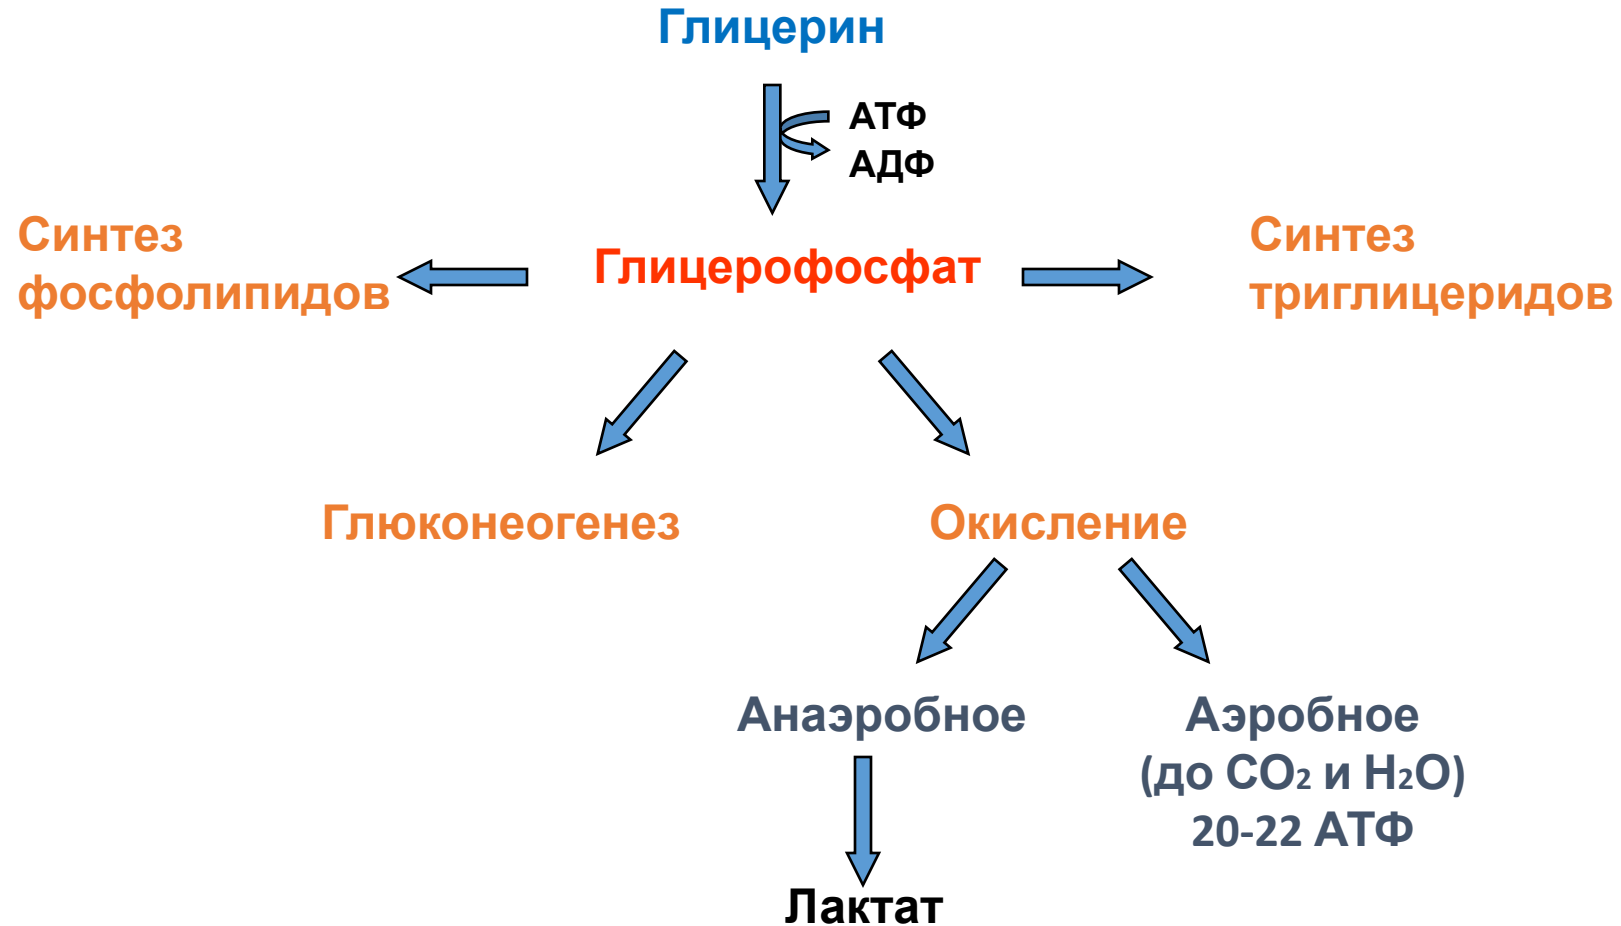 Глицерин
АТФ
АДФ
Синтез
фосфолипидов
Глицерофосфат
Синтез
триглицеридов
Глюконеогенез
Окисление
Анаэробное
Аэробное
(до CO₂ и H₂O)
20-22 АТФ
Лактат